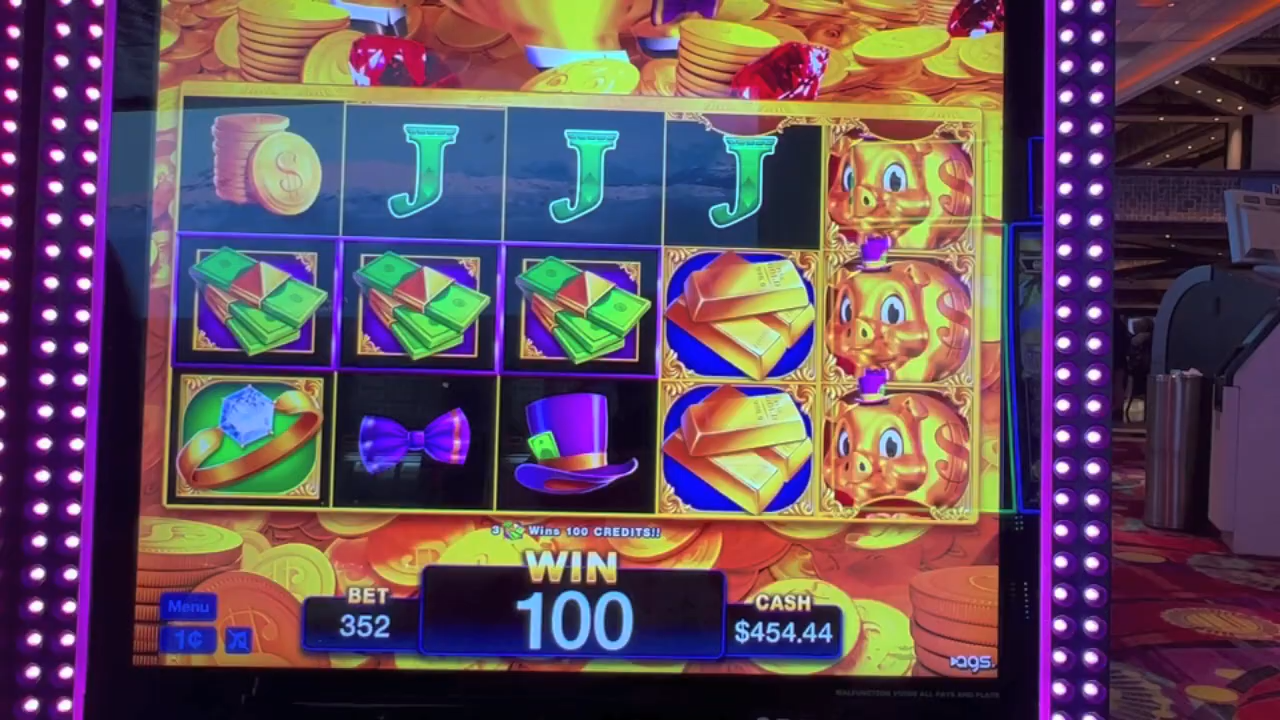 $
J
J
J
3 Wins 100 CREDITS!!
WIN
100
BET
352
CASH
$454.44
Menu
1¢
ags
MALFUNCTION VOIDS ALL PAYS AND PLAYS